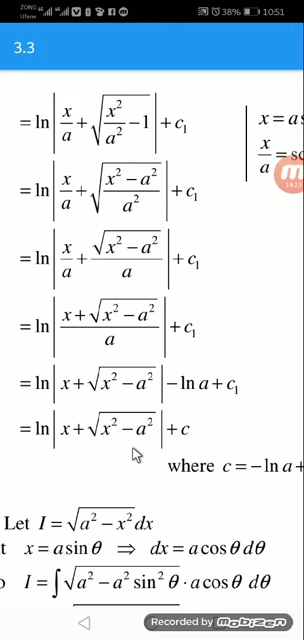 ZONG Ufone 38% 10:51
3.3
= ln|x/a + √(x²/a² − 1)| + c₁
x = a
= ln|x/a + √((x² − a²)/a²)| + c₁
x/a =
19:23
= ln|x/a + √(x² − a²)/a| + c₁
= ln|(x + √(x² − a²))/a| + c₁
= ln|x + √(x² − a²)| − ln a + c₁
= ln|x + √(x² − a²)| + c
where c = −ln a +
Let I = √(a² − x²) dx
x = a sin θ ⇒ dx = a cos θ dθ
I = ∫√(a² − a² sin² θ) · a cos θ dθ
Recorded by mobizen